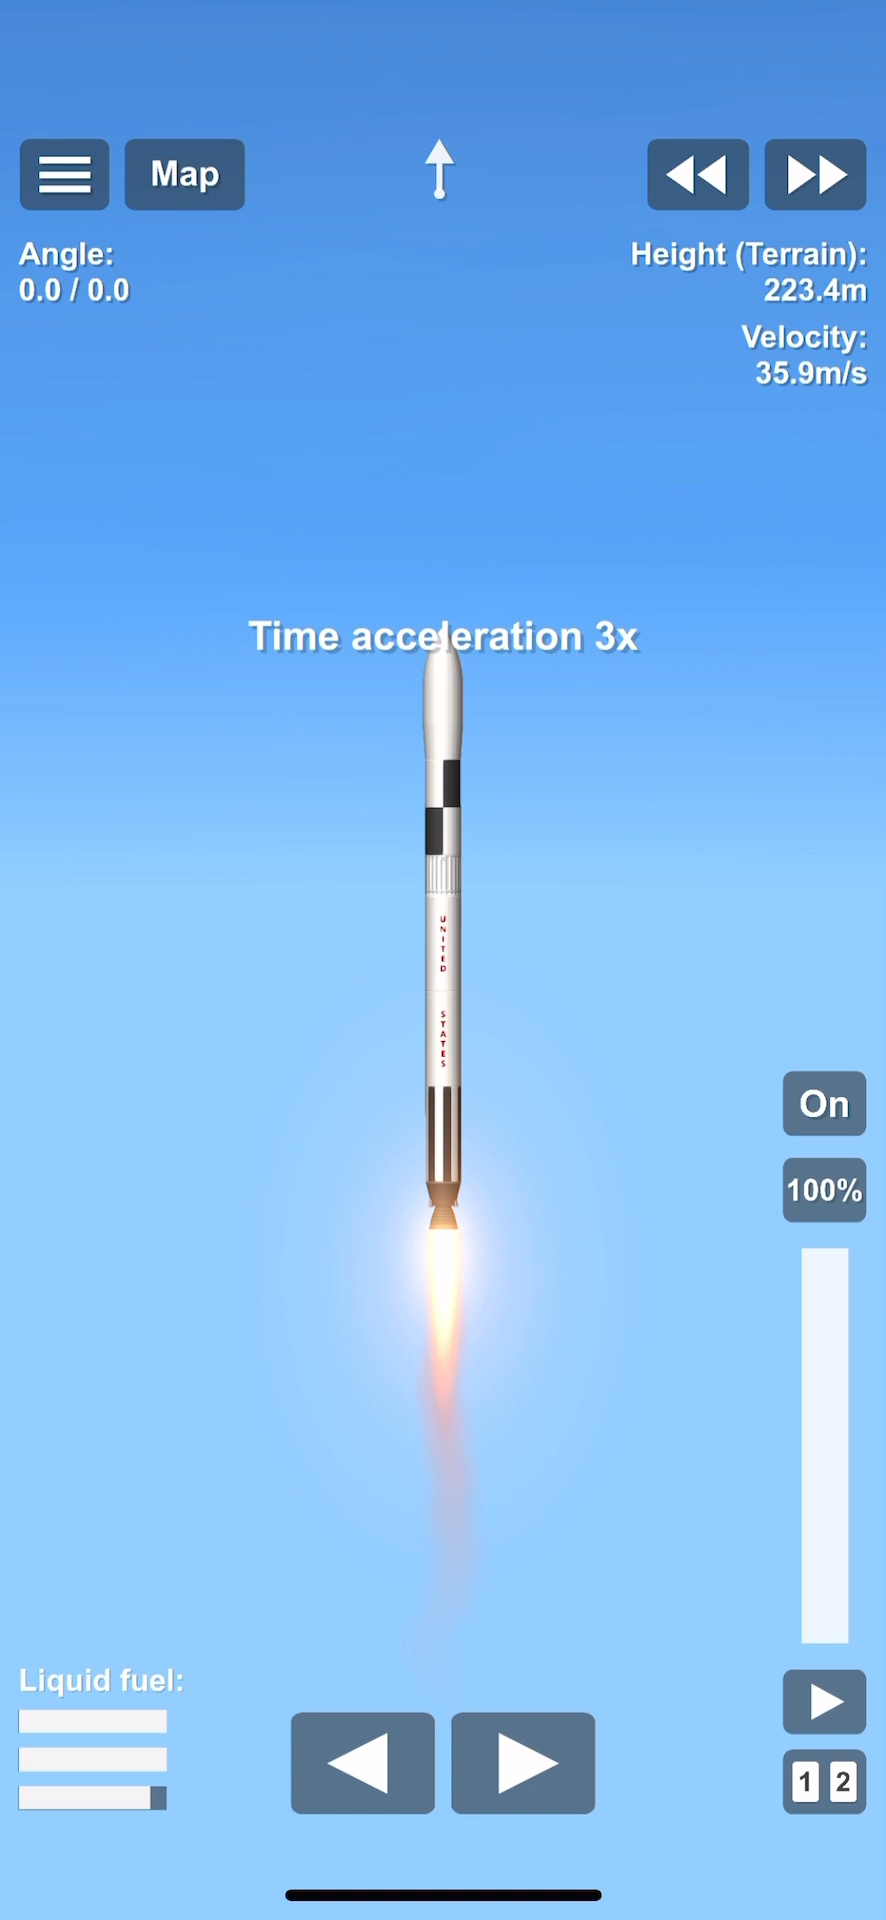 Map
Angle:
0.0 / 0.0
Height (Terrain):
223.4m
Velocity:
35.9m/s
Time acceleration 3x
UNITED
STATES
On
100%
Liquid fuel:
1 2